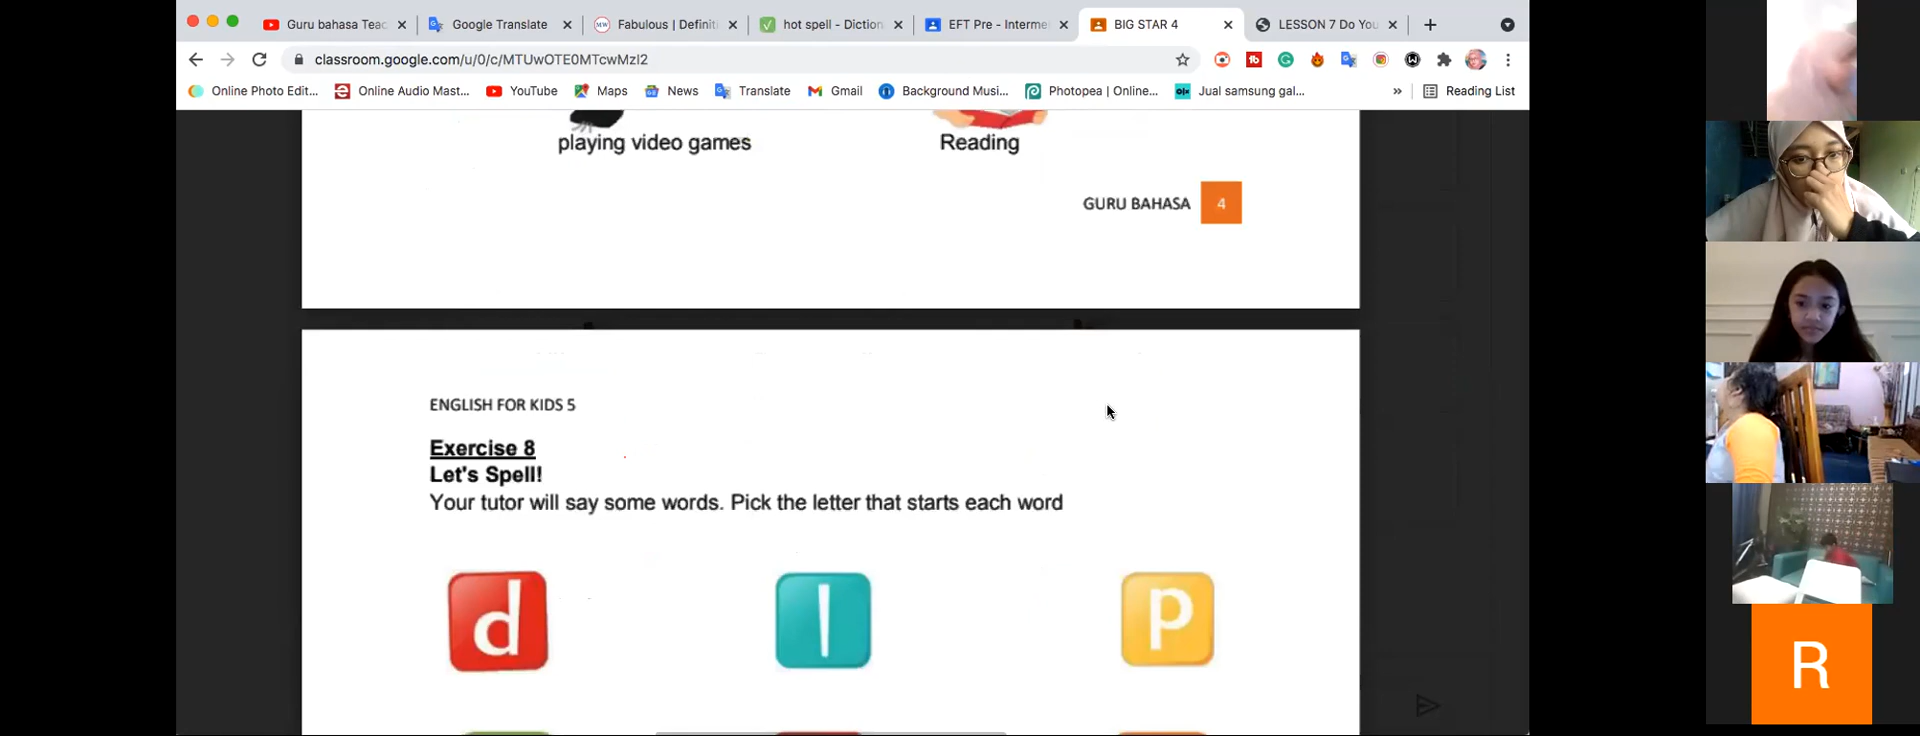 Guru bahasa Teac
Google Translate
Fabulous | Definiti
hot spell - Diction
EFT Pre - Interme
BIG STAR 4
LESSON 7 Do You
classroom.google.com/u/0/c/MTUwOTE0MTcwMzI2
Online Photo Edit...
Online Audio Mast...
YouTube
Maps
News
Translate
Gmail
Background Musi...
Photopea | Online...
Jual samsung gal...
»
Reading List
playing video games
Reading
GURU BAHASA 4
ENGLISH FOR KIDS 5
Exercise 8
Let's Spell!
Your tutor will say some words. Pick the letter that starts each word
d l p
R